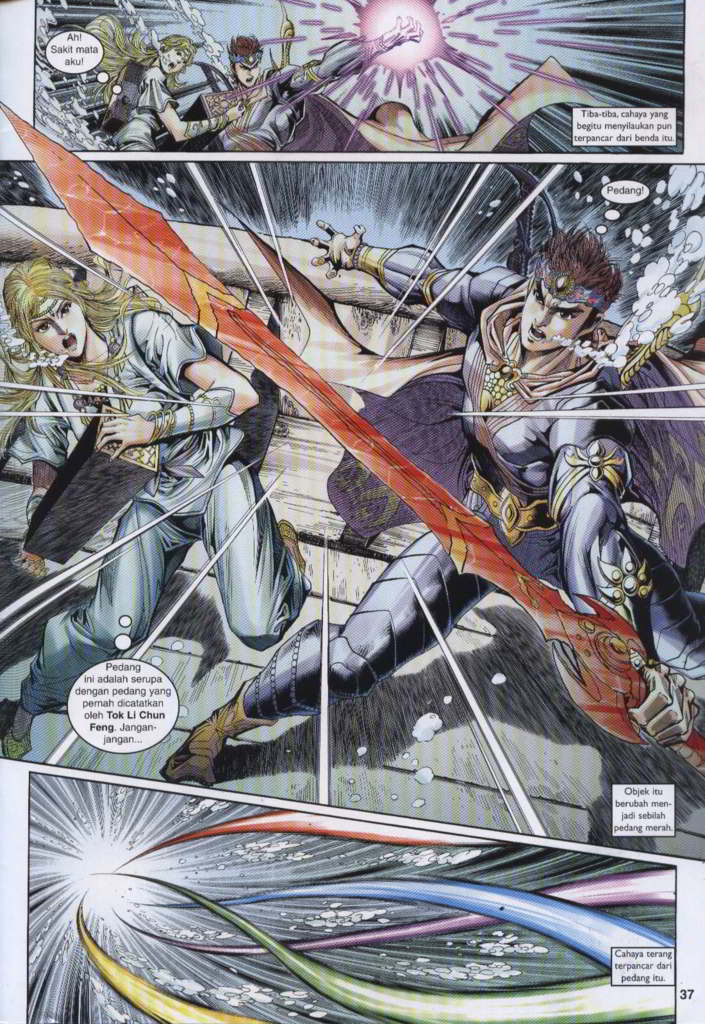 Ah!
Sakit mata
aku!
Tiba-tiba, cahaya yang
begitu menyilaukan pun
terpancar dari benda itu.
Pedang!
Pedang
ini adalah serupa
dengan pedang yang
pernah dicatatkan
oleh Tok Li Chun
Feng. Jangan-
jangan...
Objek itu
berubah men-
jadi sebilah
pedang merah.
Cahaya terang
terpancar dari
pedang itu.
37